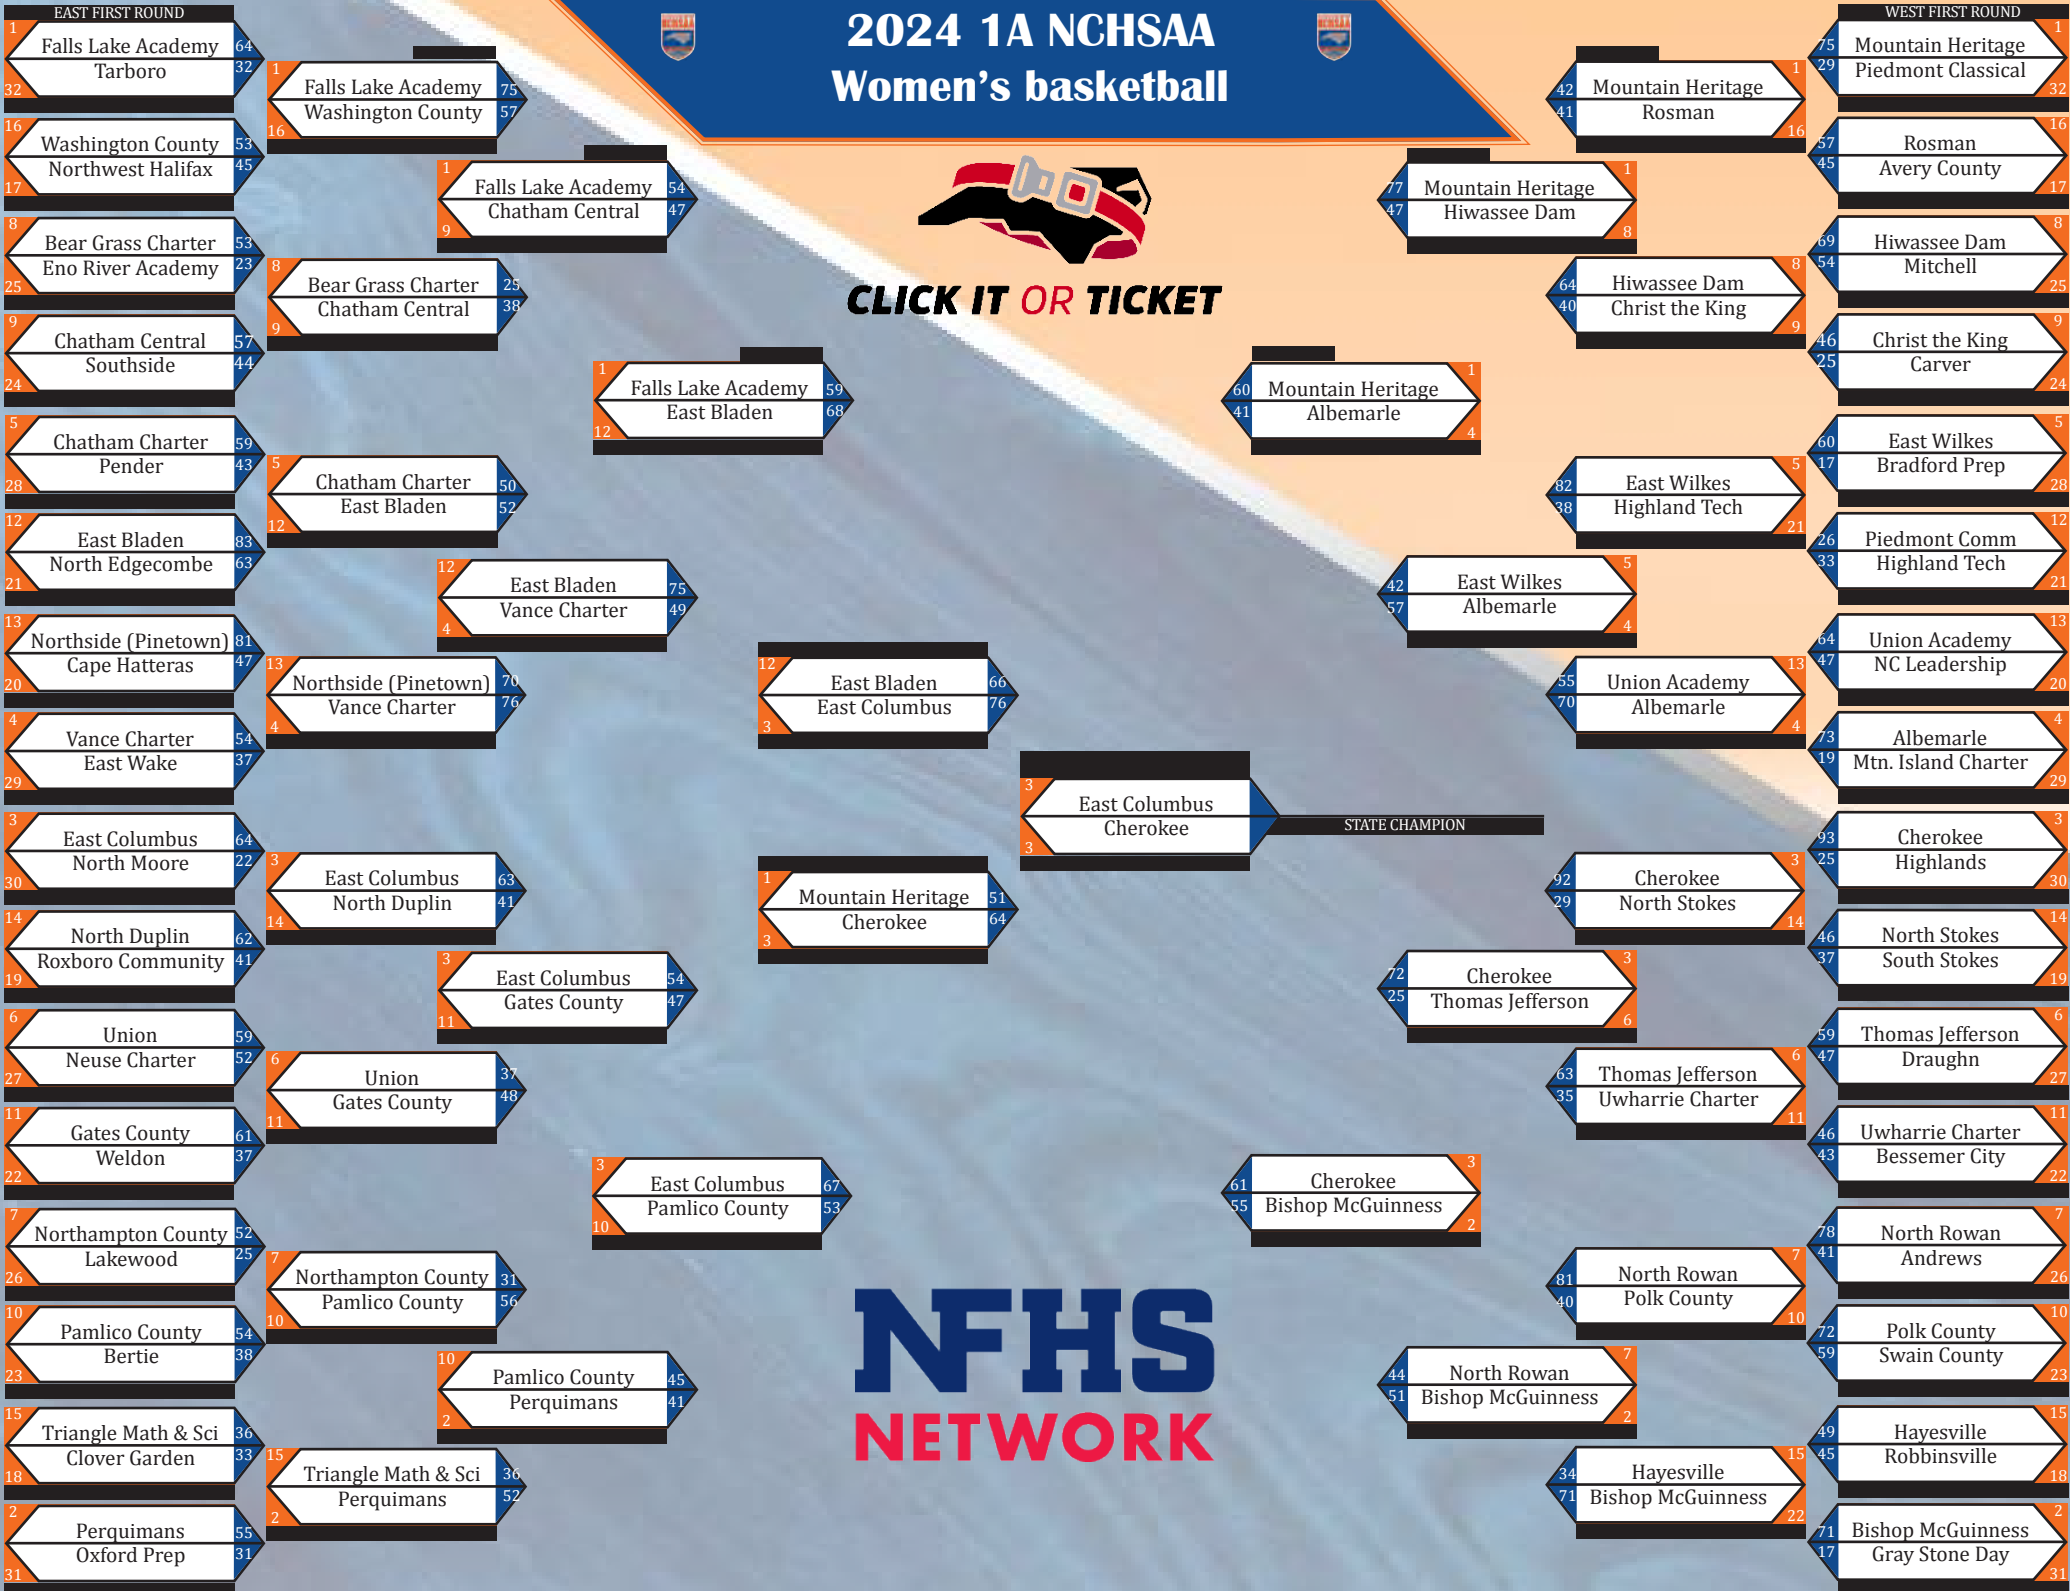 2024 1A NCHSAA
Women's basketball
CLICK IT OR TICKET
EAST FIRST ROUND
1
Falls Lake Academy 64
Tarboro 32
32
16
Washington County 53
Northwest Halifax 45
17
8
Bear Grass Charter 53
Eno River Academy 23
25
9
Chatham Central 57
Southside 44
24
5
Chatham Charter 59
Pender 43
28
12
East Bladen 83
North Edgecombe 63
21
13
Northside (Pinetown) 81
Cape Hatteras 47
20
4
Vance Charter 54
East Wake 37
29
3
East Columbus 64
North Moore 22
30
14
North Duplin 62
Roxboro Community 41
19
6
Union 59
Neuse Charter 52
27
11
Gates County 61
Weldon 37
22
7
Northampton County 52
Lakewood 25
26
10
Pamlico County 54
Bertie 38
23
15
Triangle Math & Sci 36
Clover Garden 33
18
2
Perquimans 55
Oxford Prep 31
31
1
Falls Lake Academy 75
Washington County 57
16
8
Bear Grass Charter 25
Chatham Central 38
9
5
Chatham Charter 50
East Bladen 52
12
13
Northside (Pinetown) 70
Vance Charter 76
4
3
East Columbus 63
North Duplin 41
14
6
Union 37
Gates County 48
11
7
Northampton County 31
Pamlico County 56
10
15
Triangle Math & Sci 36
Perquimans 52
2
1
Falls Lake Academy 54
Chatham Central 47
9
12
East Bladen 75
Vance Charter 49
4
3
East Columbus 54
Gates County 47
11
10
Pamlico County 45
Perquimans 41
2
1
Falls Lake Academy 59
East Bladen 68
12
3
East Columbus 67
Pamlico County 53
10
12
East Bladen 66
East Columbus 76
3
1
Mountain Heritage 51
Cherokee 64
3
3
East Columbus
Cherokee
3
STATE CHAMPION
1
60 Mountain Heritage
41 Albemarle
4
3
61 Cherokee
55 Bishop McGuinness
2
1
77 Mountain Heritage
47 Hiwassee Dam
8
5
42 East Wilkes
57 Albemarle
4
3
72 Cherokee
25 Thomas Jefferson
6
7
44 North Rowan
51 Bishop McGuinness
2
1
42 Mountain Heritage
41 Rosman
16
8
64 Hiwassee Dam
40 Christ the King
9
5
82 East Wilkes
38 Highland Tech
21
13
55 Union Academy
70 Albemarle
4
3
92 Cherokee
29 North Stokes
14
6
63 Thomas Jefferson
35 Uwharrie Charter
11
7
81 North Rowan
40 Polk County
10
15
34 Hayesville
71 Bishop McGuinness
22
WEST FIRST ROUND
1
75 Mountain Heritage
29 Piedmont Classical
32
16
57 Rosman
45 Avery County
17
8
69 Hiwassee Dam
54 Mitchell
25
9
46 Christ the King
25 Carver
24
5
60 East Wilkes
17 Bradford Prep
28
12
26 Piedmont Comm
33 Highland Tech
21
13
64 Union Academy
47 NC Leadership
20
4
73 Albemarle
19 Mtn. Island Charter
29
3
93 Cherokee
25 Highlands
30
14
46 North Stokes
37 South Stokes
19
6
59 Thomas Jefferson
47 Draughn
27
11
46 Uwharrie Charter
43 Bessemer City
22
7
78 North Rowan
41 Andrews
26
10
72 Polk County
59 Swain County
23
15
49 Hayesville
45 Robbinsville
18
2
71 Bishop McGuinness
17 Gray Stone Day
31
NFHS
NETWORK